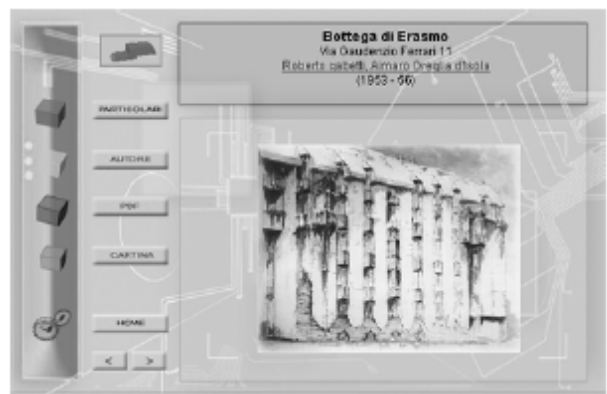 Bottega di Erasmo
Via Gaudenzio Ferrari 11
Roberto gabetti, Aimaro Oreglia d'Isola
(1953 - 56)
PARTICOLARI
AUTORE
PDF
CARTINA
HOME
< >